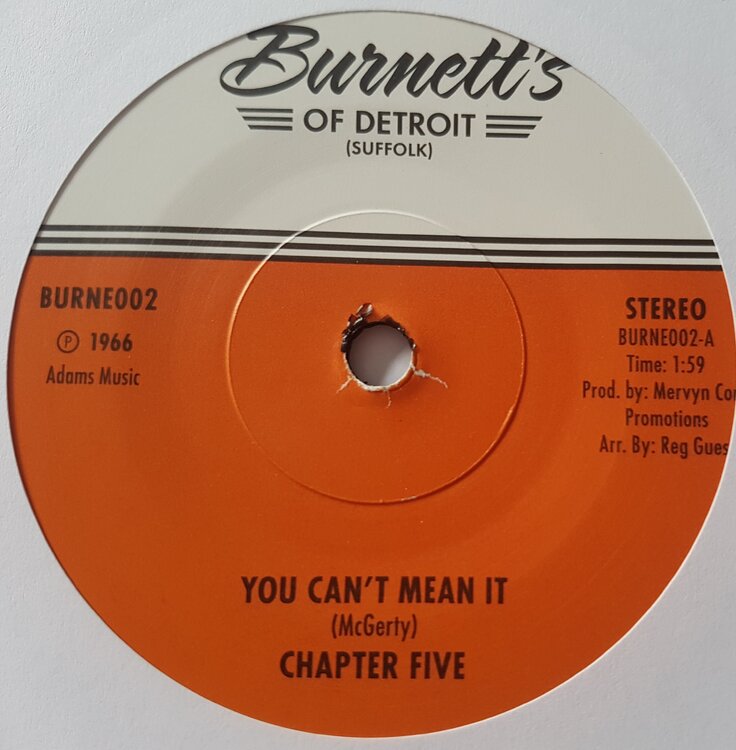 Burnett's
OF DETROIT
(SUFFOLK)
BURNE002
Ⓟ 1966
Adams Music
STEREO
BURNE002-A
Time: 1:59
Prod. by: Mervyn
Promotions
Arr. By: Reg
YOU CAN'T MEAN IT
(McGerty)
CHAPTER FIVE